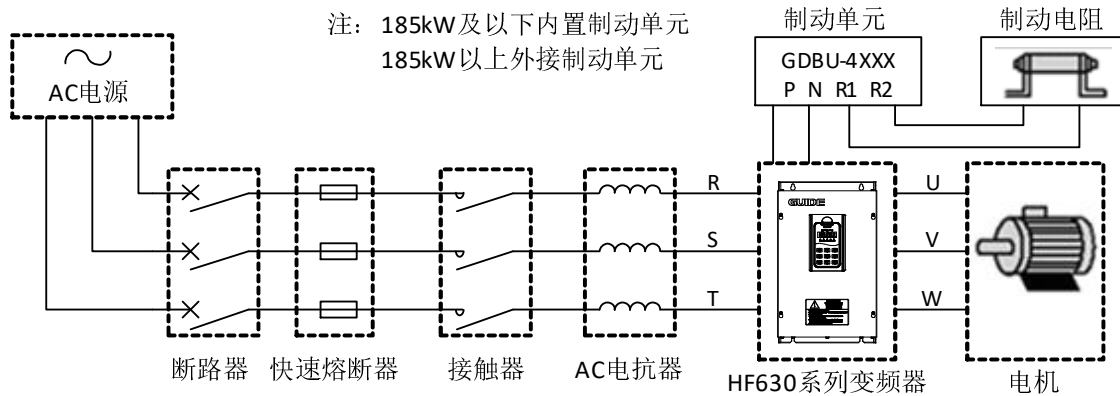 注：185kW及以下内置制动单元
185kW以上外接制动单元
制动单元
制动电阻
GDBU-4XXX
P N R1 R2
AC电源
R
S
T
GUIDE
U
V
W
断路器
快速熔断器
接触器
AC电抗器
HF630系列变频器
电机